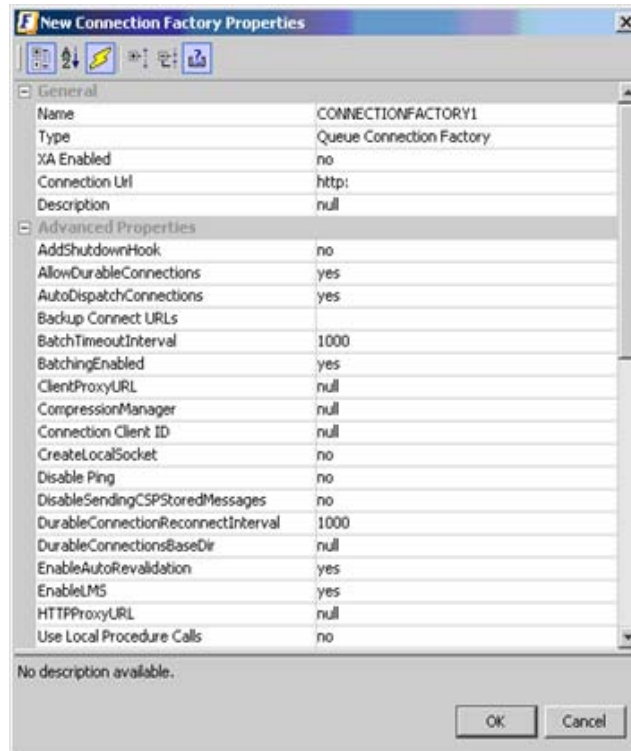 New Connection Factory Properties
General
Name CONNECTIONFACTORY1
Type Queue Connection Factory
XA Enabled no
Connection Url http:
Description null
Advanced Properties
AddShutdownHook no
AllowDurableConnections yes
AutoDispatchConnections yes
Backup Connect URLs
BatchTimeoutInterval 1000
BatchingEnabled yes
ClientProxyURL null
CompressionManager null
Connection Client ID null
CreateLocalSocket no
Disable Ping no
DisableSendingCSPStoredMessages no
DurableConnectionReconnectInterval 1000
DurableConnectionsBaseDir null
EnableAutoRevalidation yes
EnableLMS yes
HTTPProxyURL null
Use Local Procedure Calls no
No description available.
OK Cancel